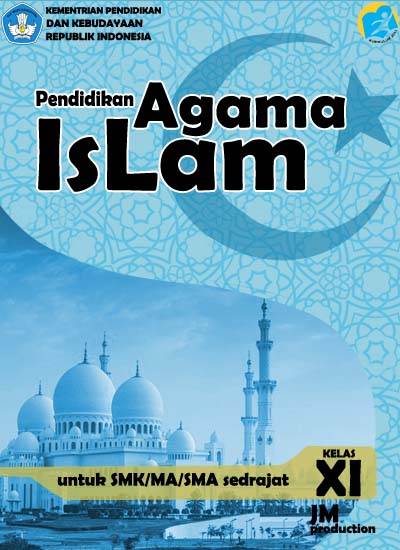 KEMENTRIAN PENDIDIKAN
DAN KEBUDAYAAN
REPUBLIK INDONESIA
Pendidikan Agama
IsLam
untuk SMK/MA/SMA sedrajat
KELAS
XI
JM
production